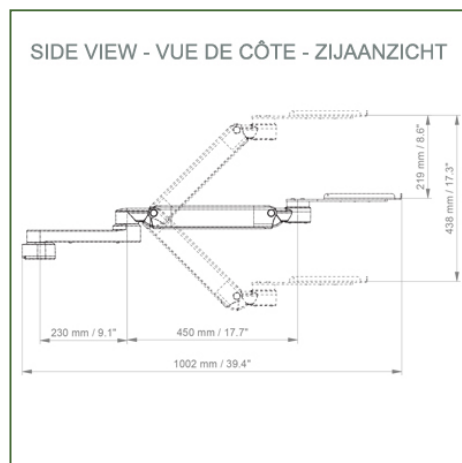 SIDE VIEW - VUE DE CÔTE - ZIJAANZICHT
219 mm / 8.6"
438 mm / 17.3"
230 mm / 9.1"
450 mm / 17.7"
1002 mm / 39.4"